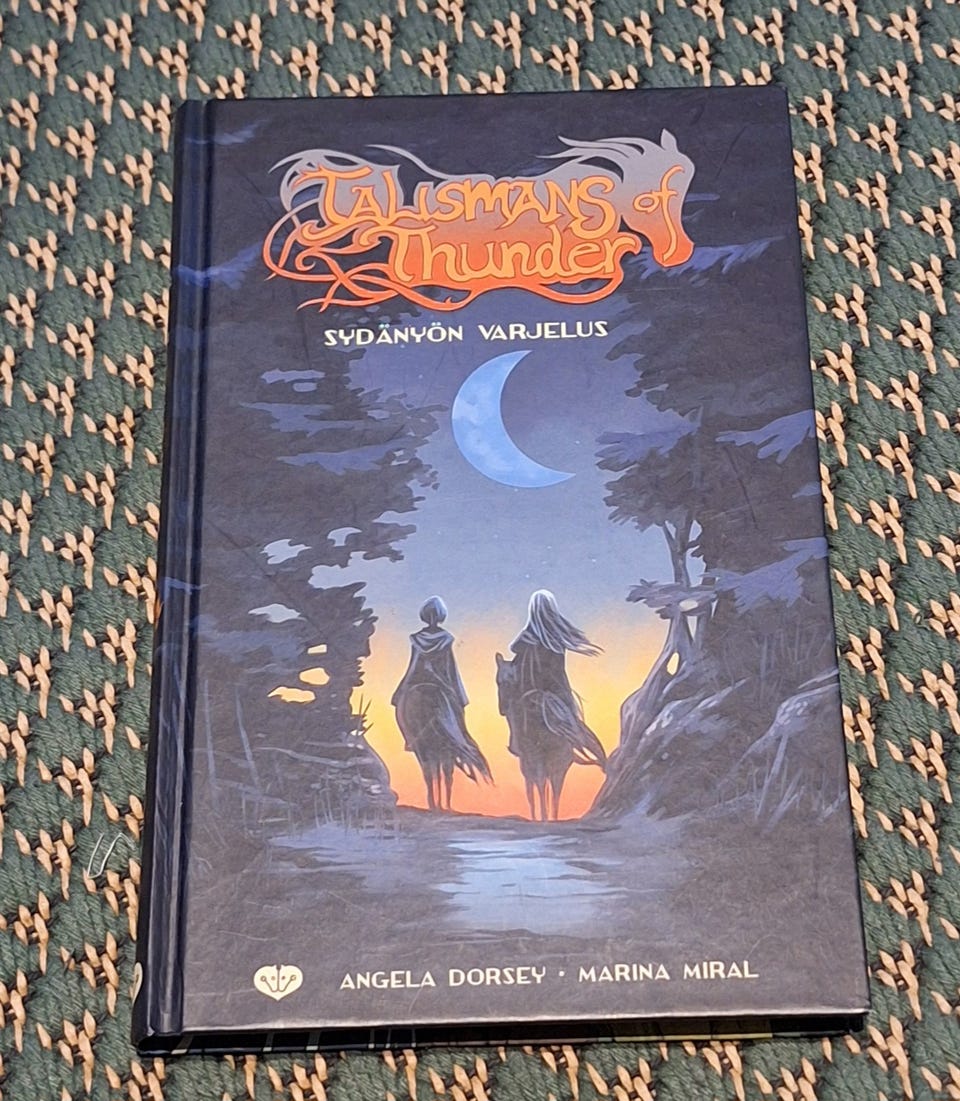 TALISMANS of
Thunder
SYDÄNYÖN VARJELUS
ANGELA DORSEY • MARINA MIRAL